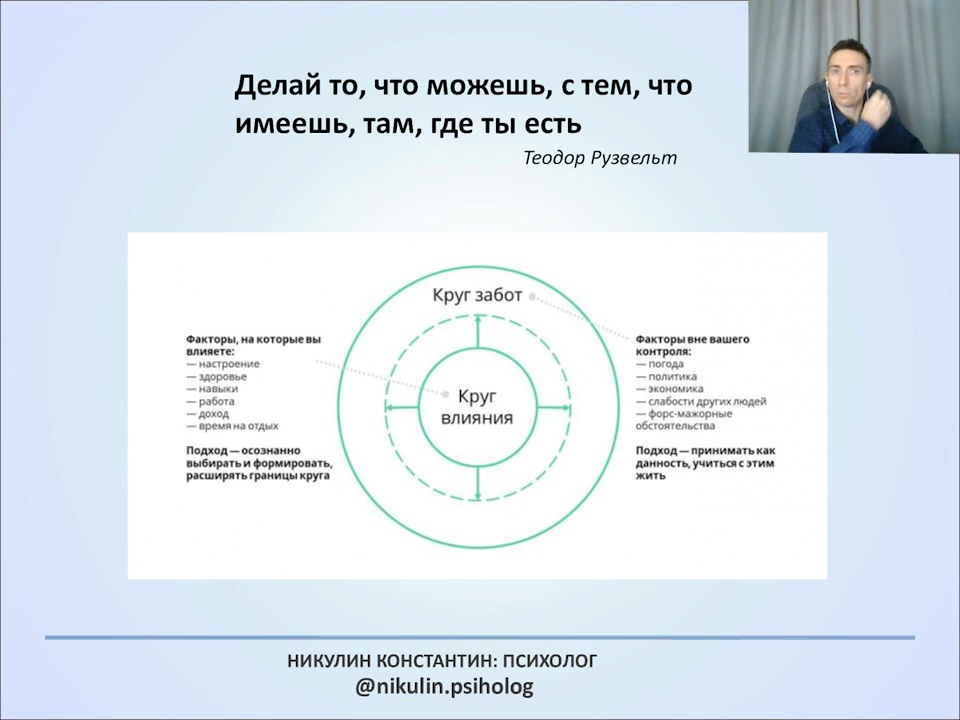 Делай то, что можешь, с тем, что
имеешь, там, где ты есть
Теодор Рузвельт
Круг забот
Факторы, на которые вы
влияете:
— настроение
— здоровье
— навыки
— работа
— доход
— время на отдых
Подход — осознанно
выбирать и формировать,
расширять границы круга
Круг
влияния
Факторы вне вашего
контроля:
— погода
— политика
— экономика
— слабости других людей
— форс-мажорные
обстоятельства
Подход — принимать как
данность, учиться с этим
жить
НИКУЛИН КОНСТАНТИН: ПСИХОЛОГ
@nikulin.psiholog